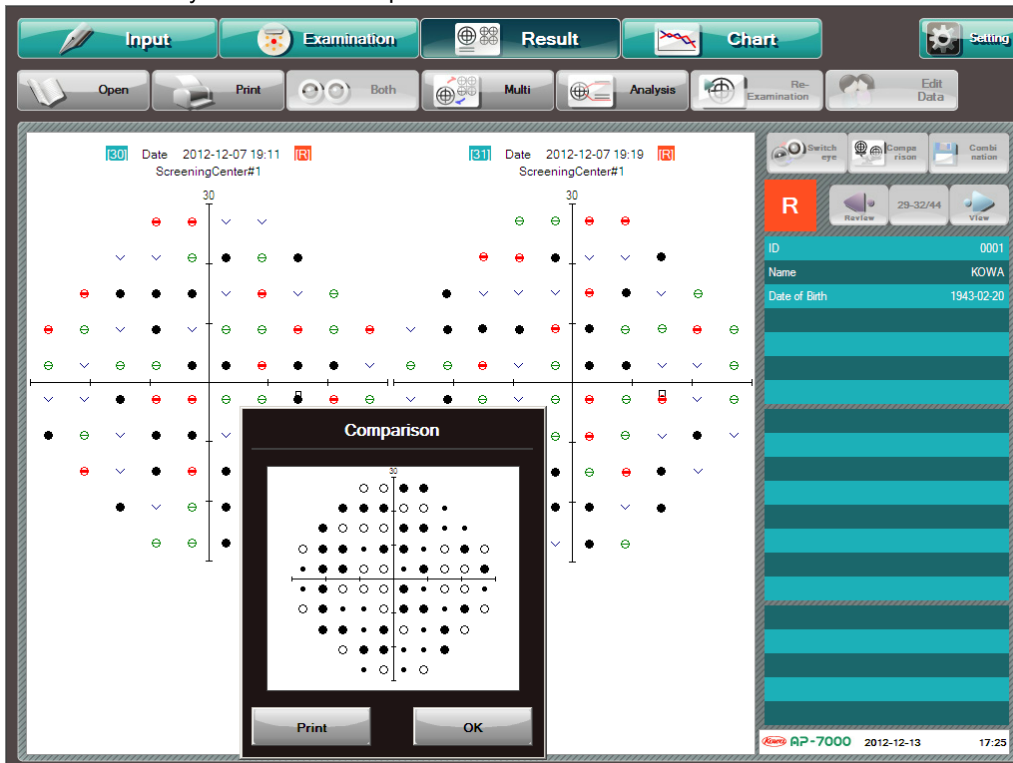 Input Examination Result Chart Setting
Open Print Both Multi Analysis Re-Examination Edit Data
[30] Date 2012-12-07 19:11 [R]
ScreeningCenter#1
30
[31] Date 2012-12-07 19:19 [R]
ScreeningCenter#1
30
Switch eye Compa rison Combi nation
R Review 29-32/44 View
ID 0001
Name KOWA
Date of Birth 1943-02-20
Comparison
30
Print OK
Kowa AP-7000 2012-12-13 17:25